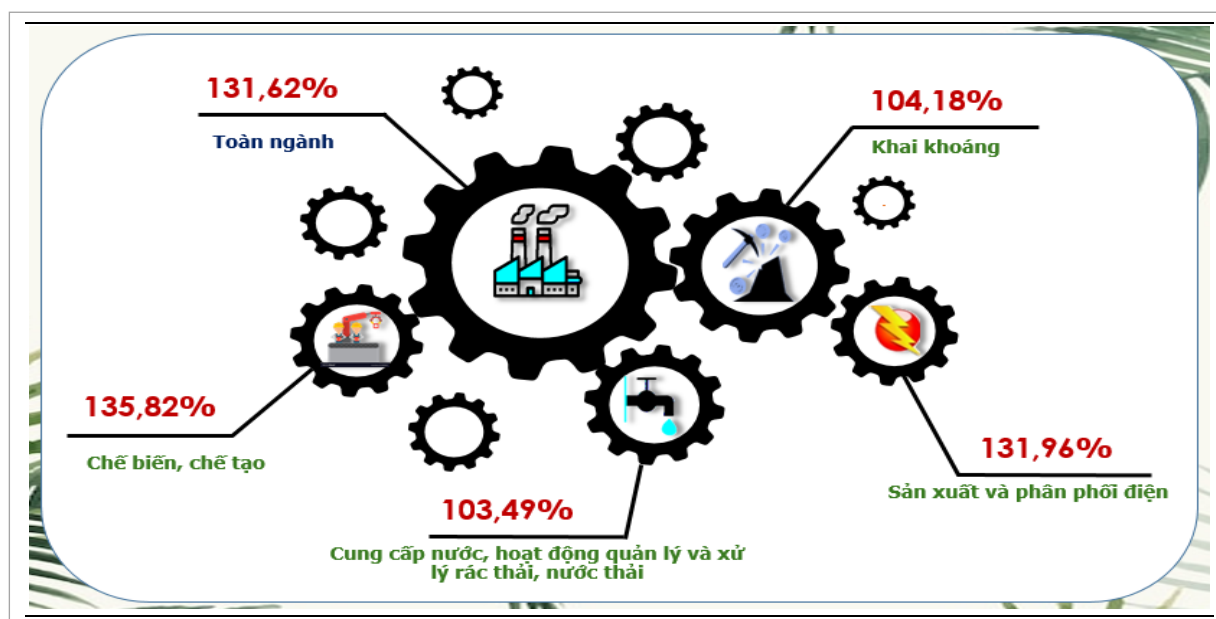 131,62%
Toàn ngành
104,18%
Khai khoáng
135,82%
Chế biến, chế tạo
131,96%
Sản xuất và phân phối điện
103,49%
Cung cấp nước, hoạt động quản lý và xử
lý rác thải, nước thải